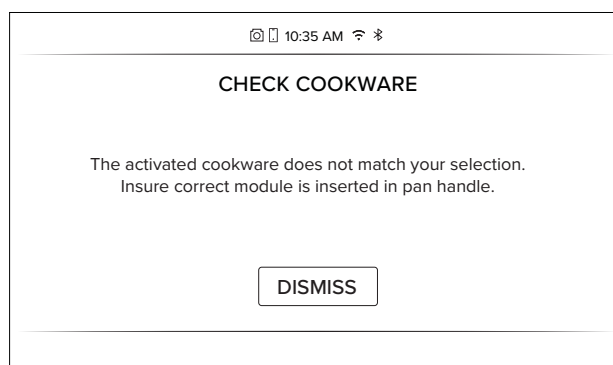 10:35 AM
CHECK COOKWARE
The activated cookware does not match your selection.
Insure correct module is inserted in pan handle.
DISMISS